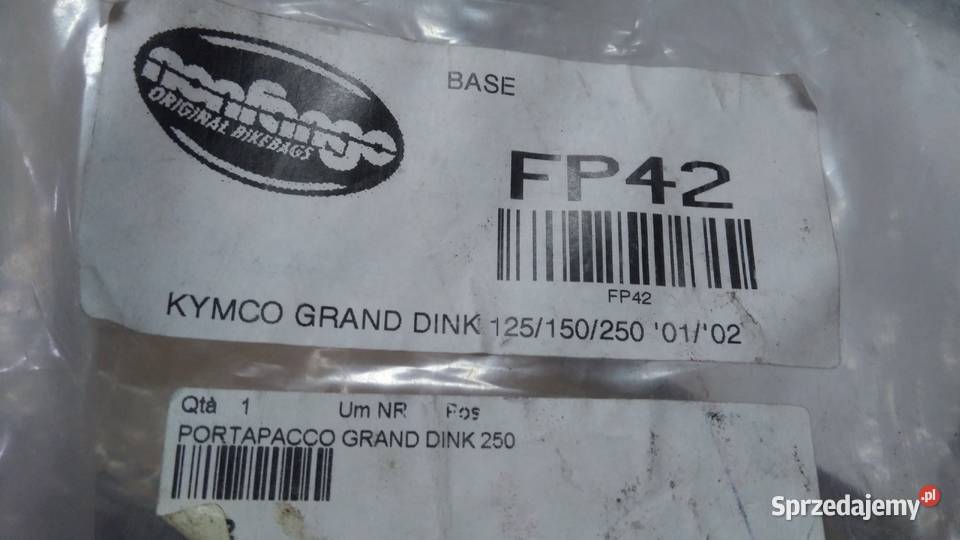 BASE
ORIGINAL BIKEBAGS
FP42
FP42
KYMCO GRAND DINK 125/150/250 '01/'02
Qtà 1 Um NR Pos
PORTAPACCO GRAND DINK 250
Sprzedajemy.pl